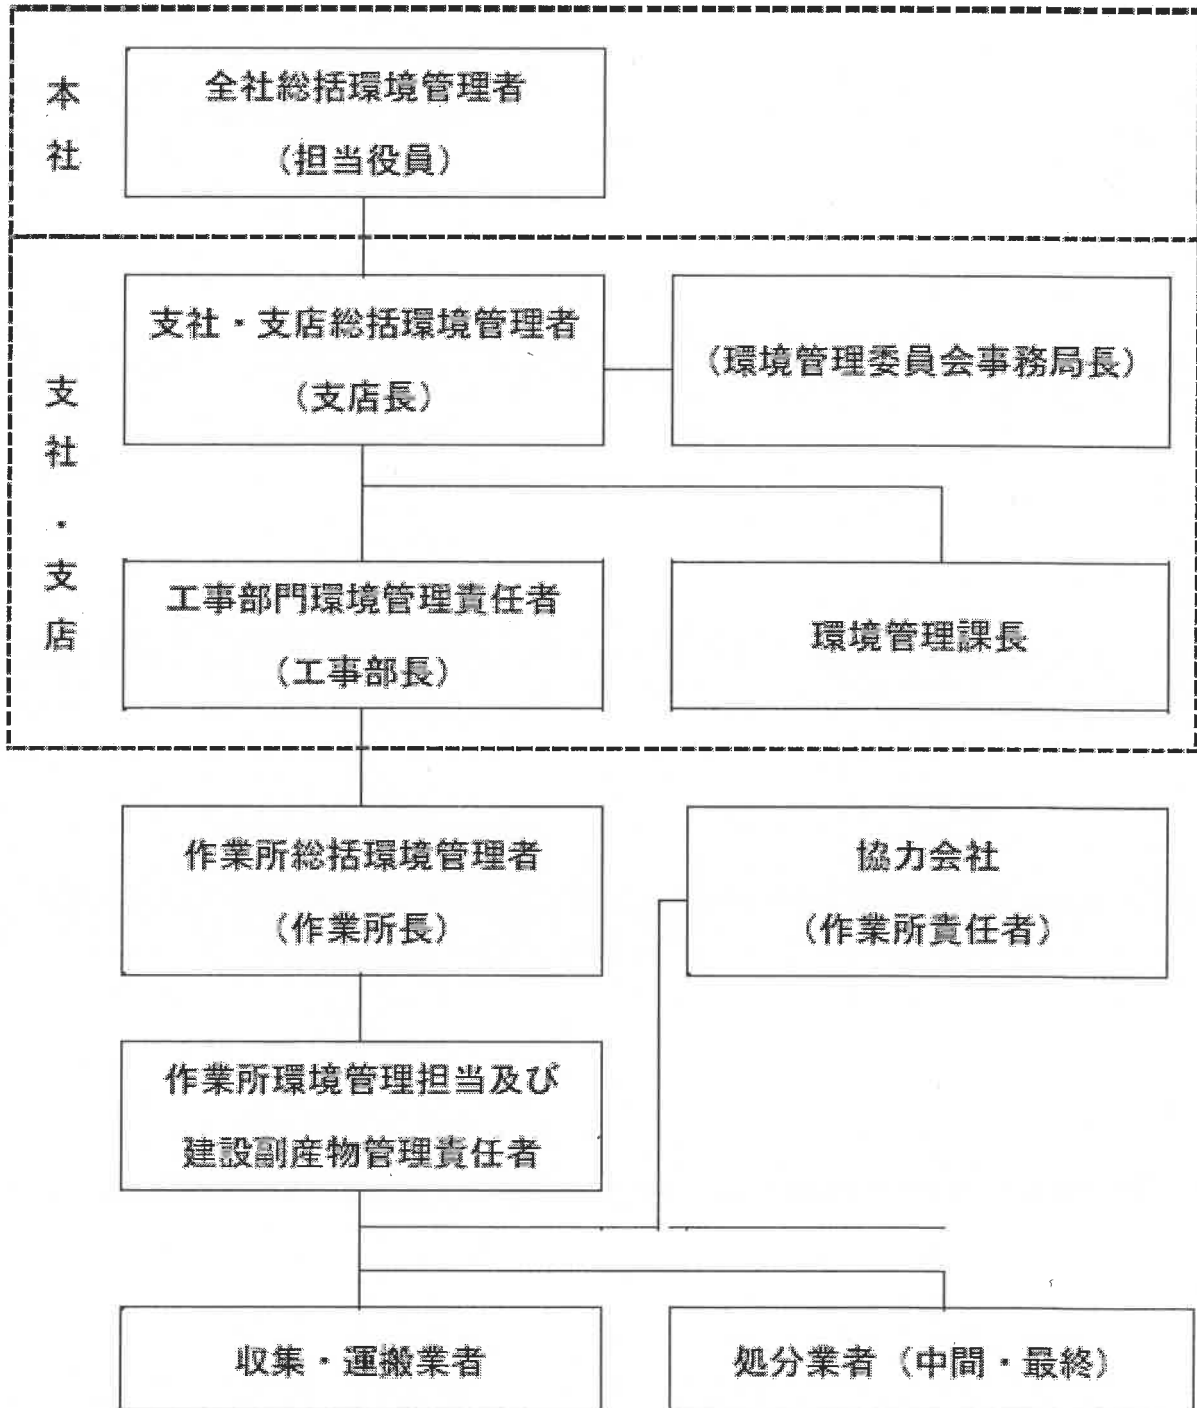 本社
全社総括環境管理者
（担当役員）
支社・支店
支社・支店総括環境管理者
（支店長）
（環境管理委員会事務局長）
工事部門環境管理責任者
（工事部長）
環境管理課長
作業所総括環境管理者
（作業所長）
協力会社
（作業所責任者）
作業所環境管理担当及び
建設副産物管理責任者
収集・運搬業者
処分業者（中間・最終）